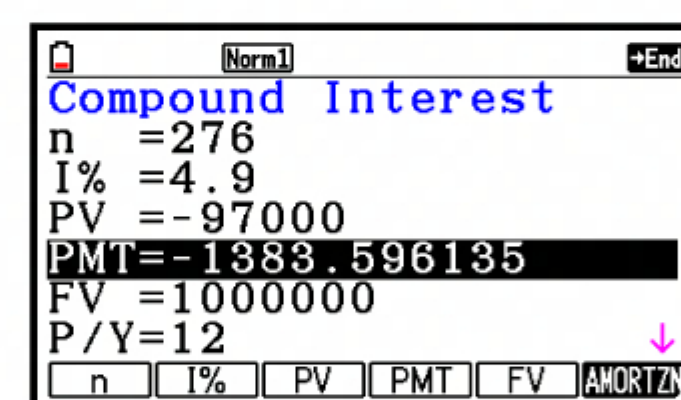 Norm1 →End
Compound Interest
n =276
I% =4.9
PV =-97000
PMT=-1383.596135
FV =1000000
P/Y=12 ↓
n I% PV PMT FV AMORTZN